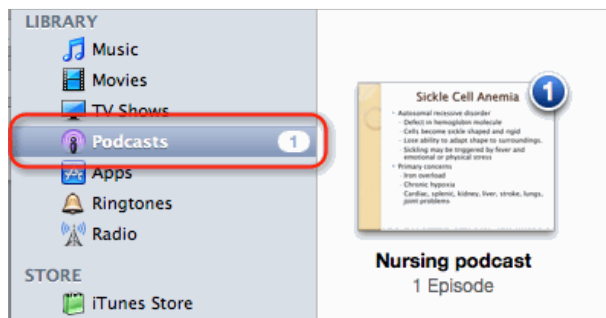 LIBRARY
Music
Movies
TV Shows
Podcasts 1
Apps
Ringtones
Radio
STORE
iTunes Store
1
Sickle Cell Anemia
• Autosomal recessive disorder
- Defect in hemoglobin molecule
- Cells become sickle shaped and rigid
- Lose ability to adapt shape to surroundings.
- Sickling may be triggered by fever and
emotional or physical stress
• Primary concerns
- Iron overload
- Chronic hypoxia
- Cardiac, splenic, kidney, liver, stroke, lungs,
joint problems
Nursing podcast
1 Episode